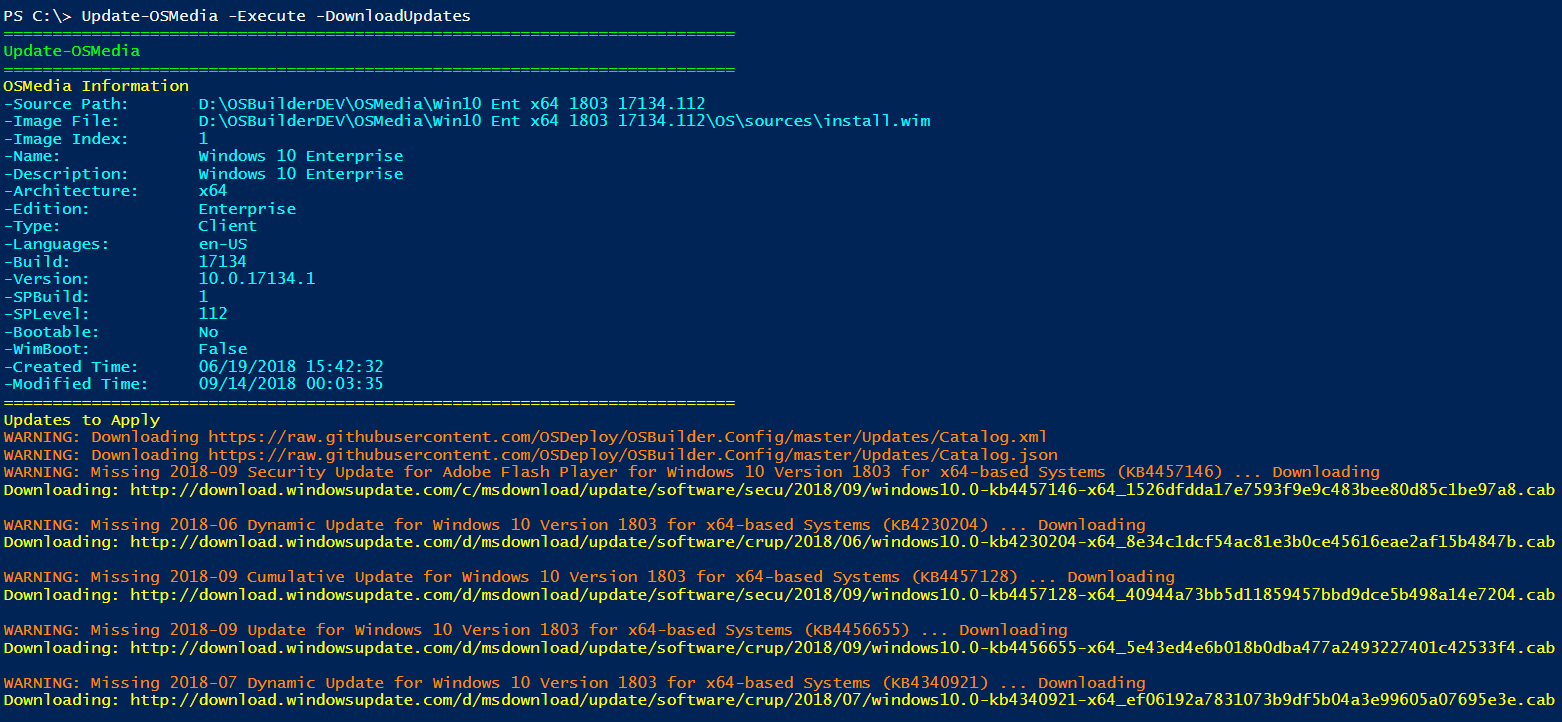 PS C:\> Update-OSMedia -Execute -DownloadUpdates
===========================================================================
Update-OSMedia
===========================================================================
OSMedia Information
-Source Path:       D:\OSBuilderDEV\OSMedia\Win10 Ent x64 1803 17134.112
-Image File:        D:\OSBuilderDEV\OSMedia\Win10 Ent x64 1803 17134.112\OS\sources\install.wim
-Image Index:       1
-Name:              Windows 10 Enterprise
-Description:       Windows 10 Enterprise
-Architecture:      x64
-Edition:           Enterprise
-Type:              Client
-Languages:         en-US
-Build:             17134
-Version:           10.0.17134.1
-SPBuild:           1
-SPLevel:           112
-Bootable:          No
-WimBoot:           False
-Created Time:      06/19/2018 15:42:32
-Modified Time:     09/14/2018 00:03:35
===========================================================================
Updates to Apply
WARNING: Downloading https://raw.githubusercontent.com/OSDeploy/OSBuilder.Config/master/Updates/Catalog.xml
WARNING: Downloading https://raw.githubusercontent.com/OSDeploy/OSBuilder.Config/master/Updates/Catalog.json
WARNING: Missing 2018-09 Security Update for Adobe Flash Player for Windows 10 Version 1803 for x64-based Systems (KB4457146) ... Downloading
Downloading: http://download.windowsupdate.com/c/msdownload/update/software/secu/2018/09/windows10.0-kb4457146-x64_1526dfdda17e7593f9e9c483bee80d85c1be97a8.cab
WARNING: Missing 2018-06 Dynamic Update for Windows 10 Version 1803 for x64-based Systems (KB4230204) ... Downloading
Downloading: http://download.windowsupdate.com/d/msdownload/update/software/crup/2018/06/windows10.0-kb4230204-x64_8e34c1dcf54ac81e3b0ce45616eae2af15b4847b.cab
WARNING: Missing 2018-09 Cumulative Update for Windows 10 Version 1803 for x64-based Systems (KB4457128) ... Downloading
Downloading: http://download.windowsupdate.com/d/msdownload/update/software/secu/2018/09/windows10.0-kb4457128-x64_40944a73bb5d11859457bbd9dce5b498a14e7204.cab
WARNING: Missing 2018-09 Update for Windows 10 Version 1803 for x64-based Systems (KB4456655) ... Downloading
Downloading: http://download.windowsupdate.com/d/msdownload/update/software/crup/2018/09/windows10.0-kb4456655-x64_5e43ed4e6b018b0dba477a2493227401c42533f4.cab
WARNING: Missing 2018-07 Dynamic Update for Windows 10 Version 1803 for x64-based Systems (KB4340921) ... Downloading
Downloading: http://download.windowsupdate.com/d/msdownload/update/software/crup/2018/07/windows10.0-kb4340921-x64_ef06192a7831073b9df5b04a3e99605a07695e3e.cab